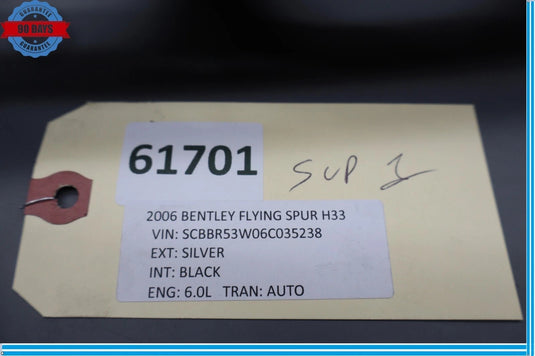 GUARANTEE
90 DAYS
GUARANTEE
61701
SUP
2006 BENTLEY FLYING SPUR H33
VIN: SCBBR53W06C035238
EXT: SILVER
INT: BLACK
ENG: 6.0L TRAN: AUTO